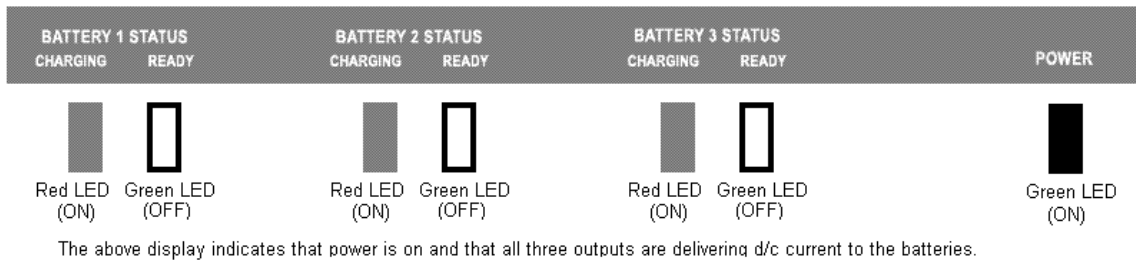 BATTERY 1 STATUS BATTERY 2 STATUS BATTERY 3 STATUS
CHARGING READY CHARGING READY CHARGING READY POWER
Red LED Green LED Red LED Green LED Red LED Green LED Green LED
(ON) (OFF) (ON) (OFF) (ON) (OFF) (ON)
The above display indicates that power is on and that all three outputs are delivering d/c current to the batteries.